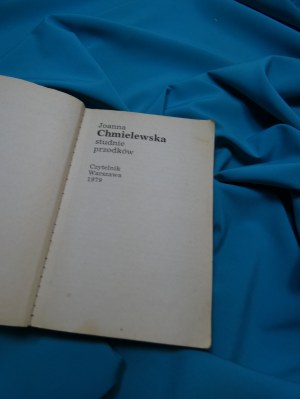 Joanna
Chmielewska
studnie
przodków
Czytelnik
Warszawa
1979